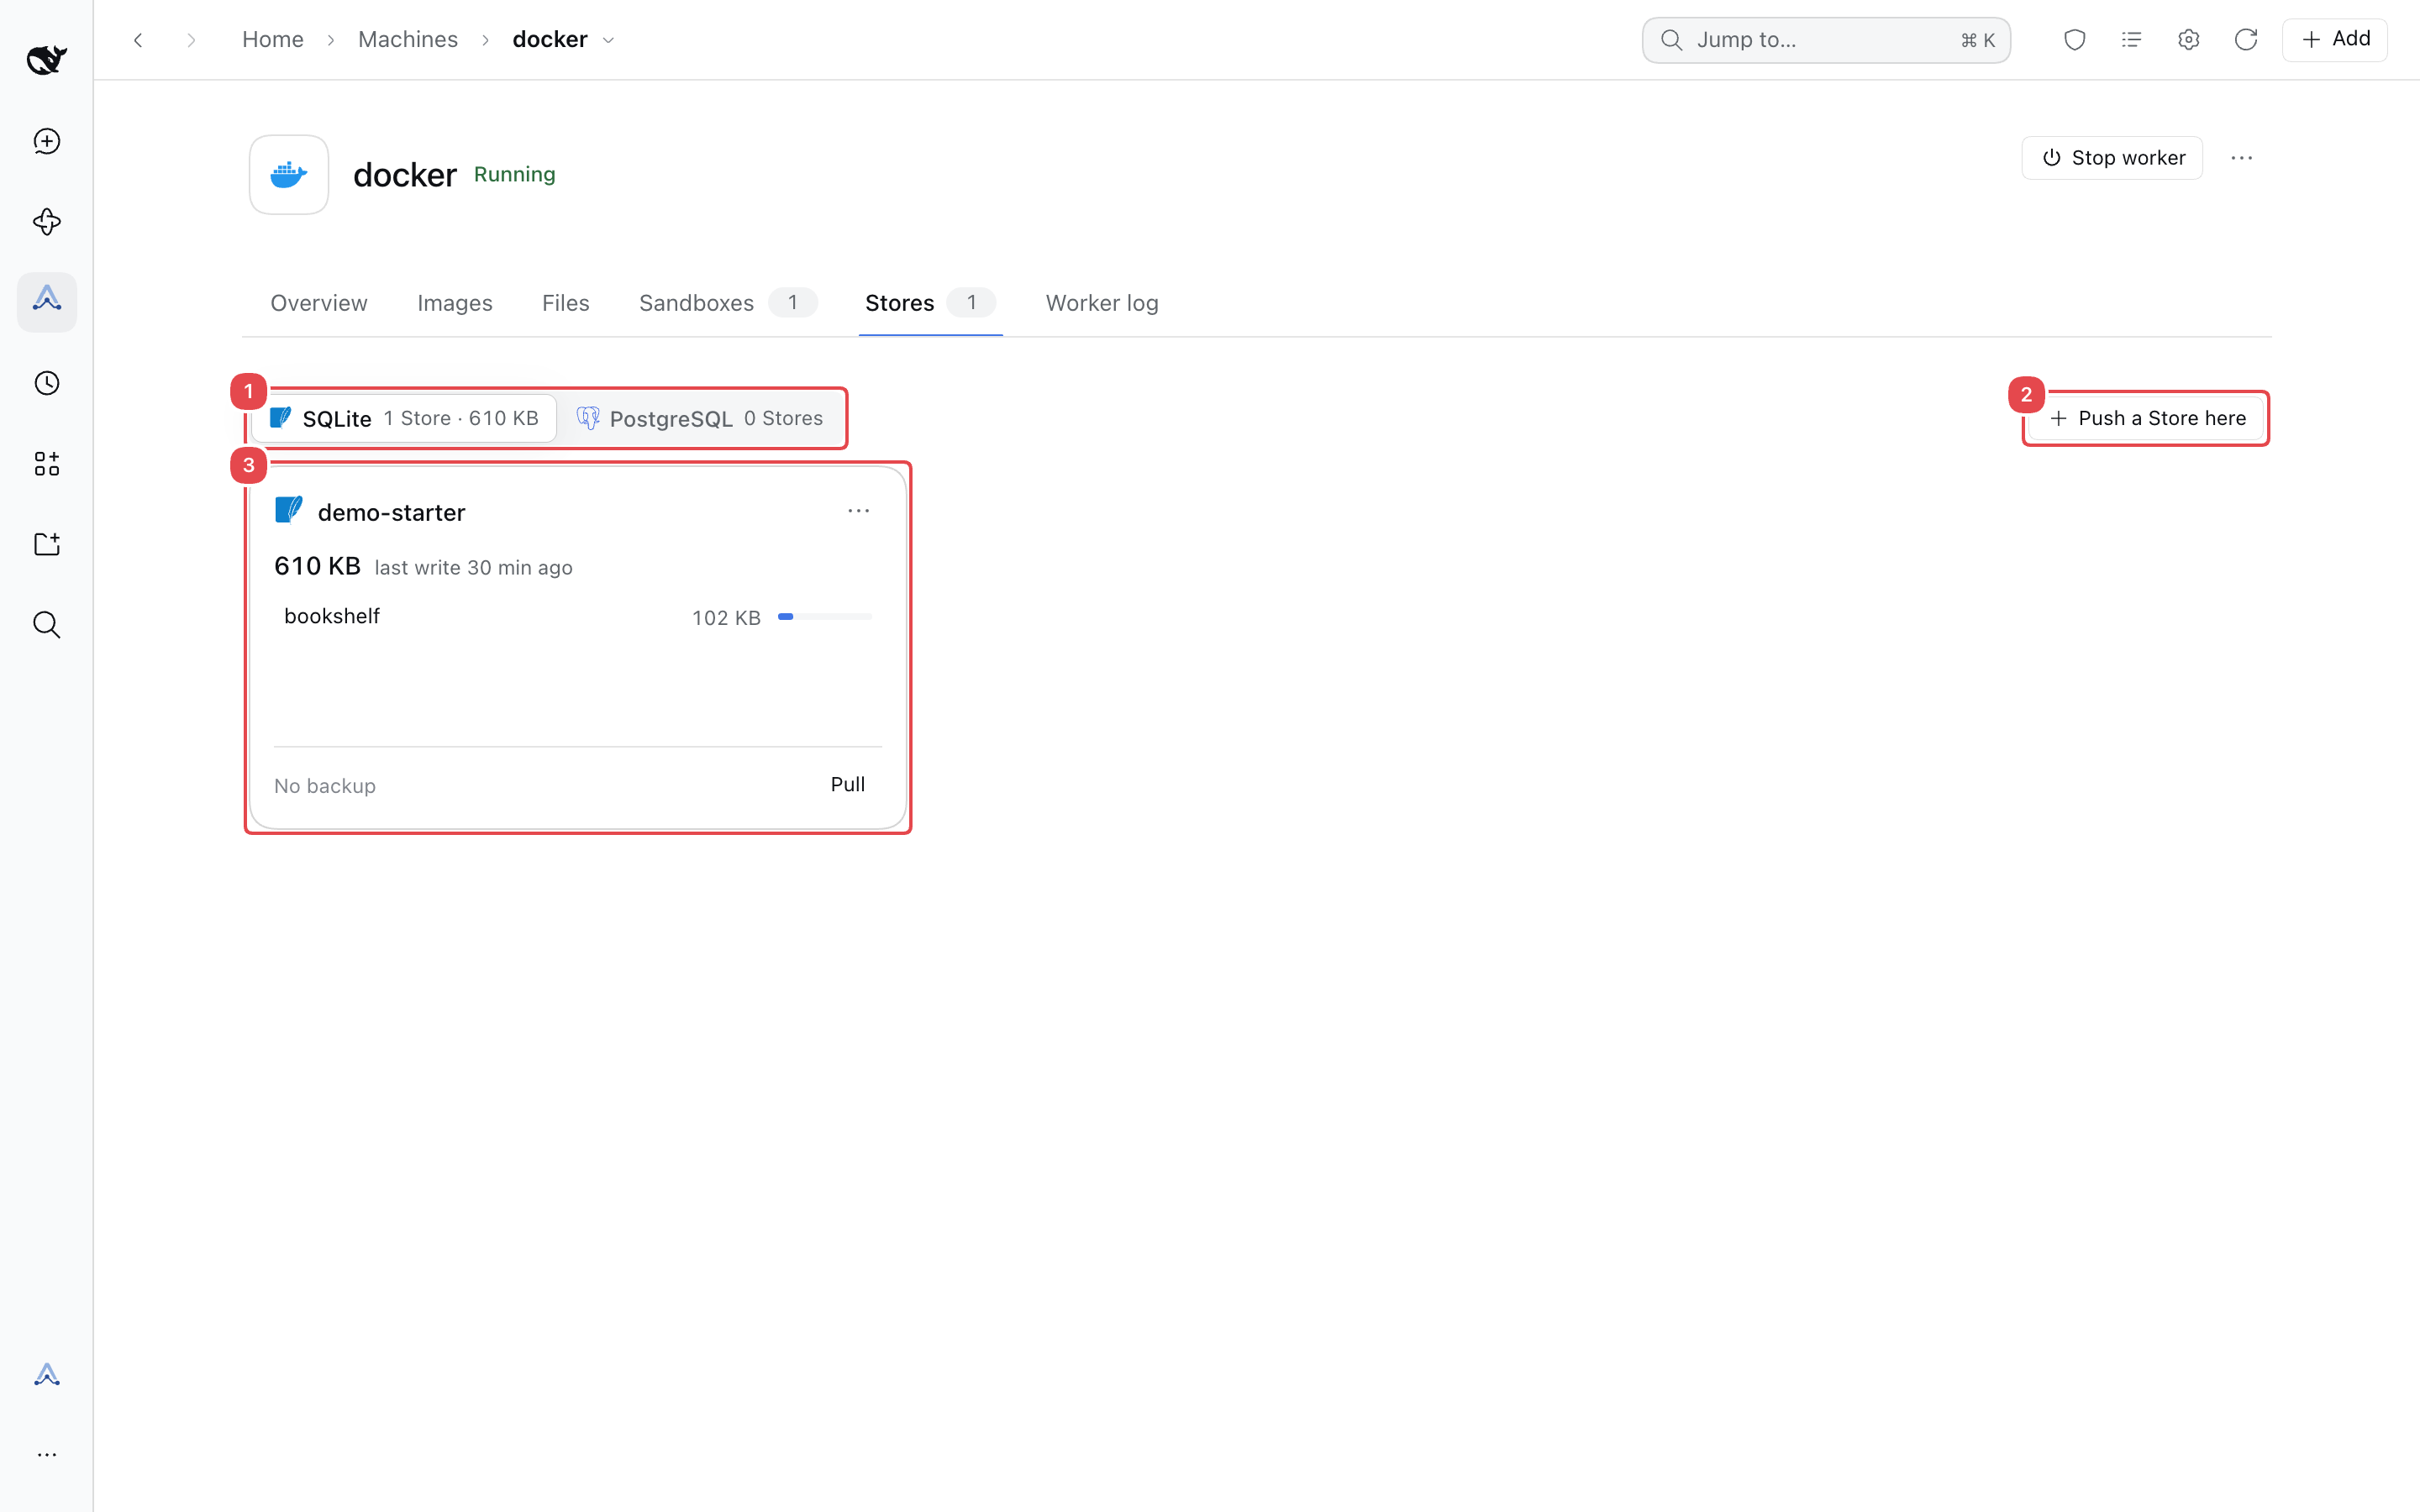 Home > Machines > docker
Jump to... ⌘ K
+ Add
docker Running
Stop worker
Overview Images Files Sandboxes 1 Stores 1 Worker log
1
2
SQLite 1 Store · 610 KB PostgreSQL 0 Stores
+ Push a Store here
3
demo-starter
610 KB last write 30 min ago
bookshelf 102 KB
No backup Pull